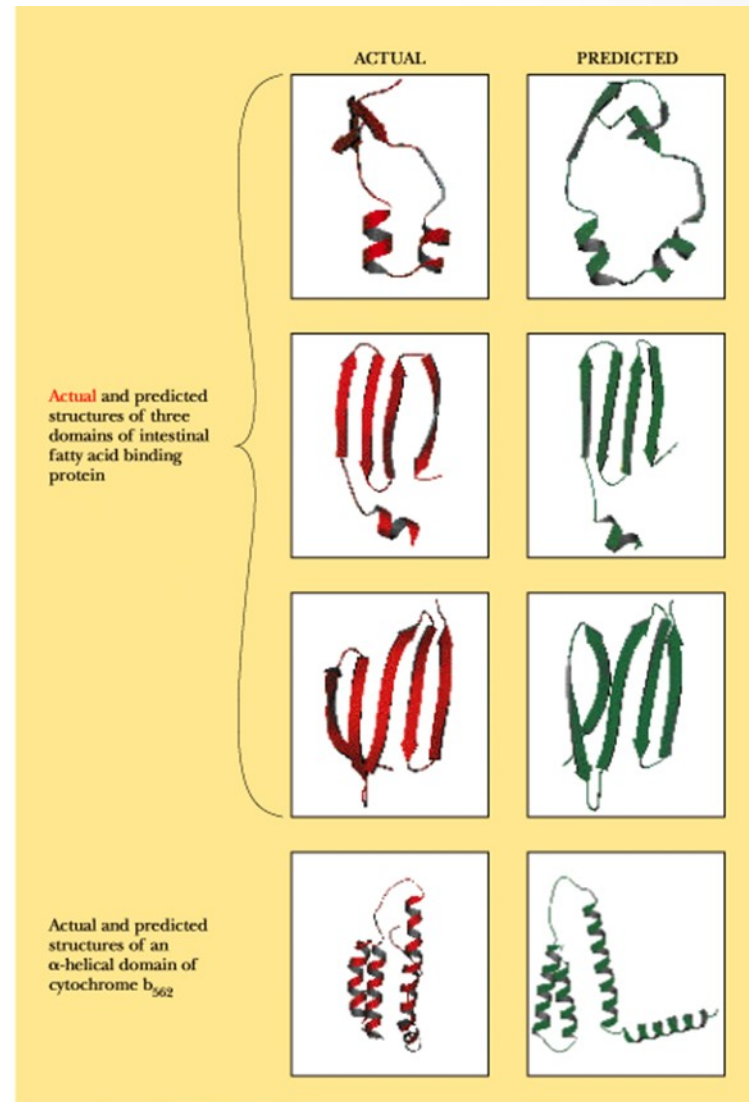 ACTUAL
PREDICTED
Actual and predicted
structures of three
domains of intestinal
fatty acid binding
protein
Actual and predicted
structures of an
α-helical domain of
cytochrome b562